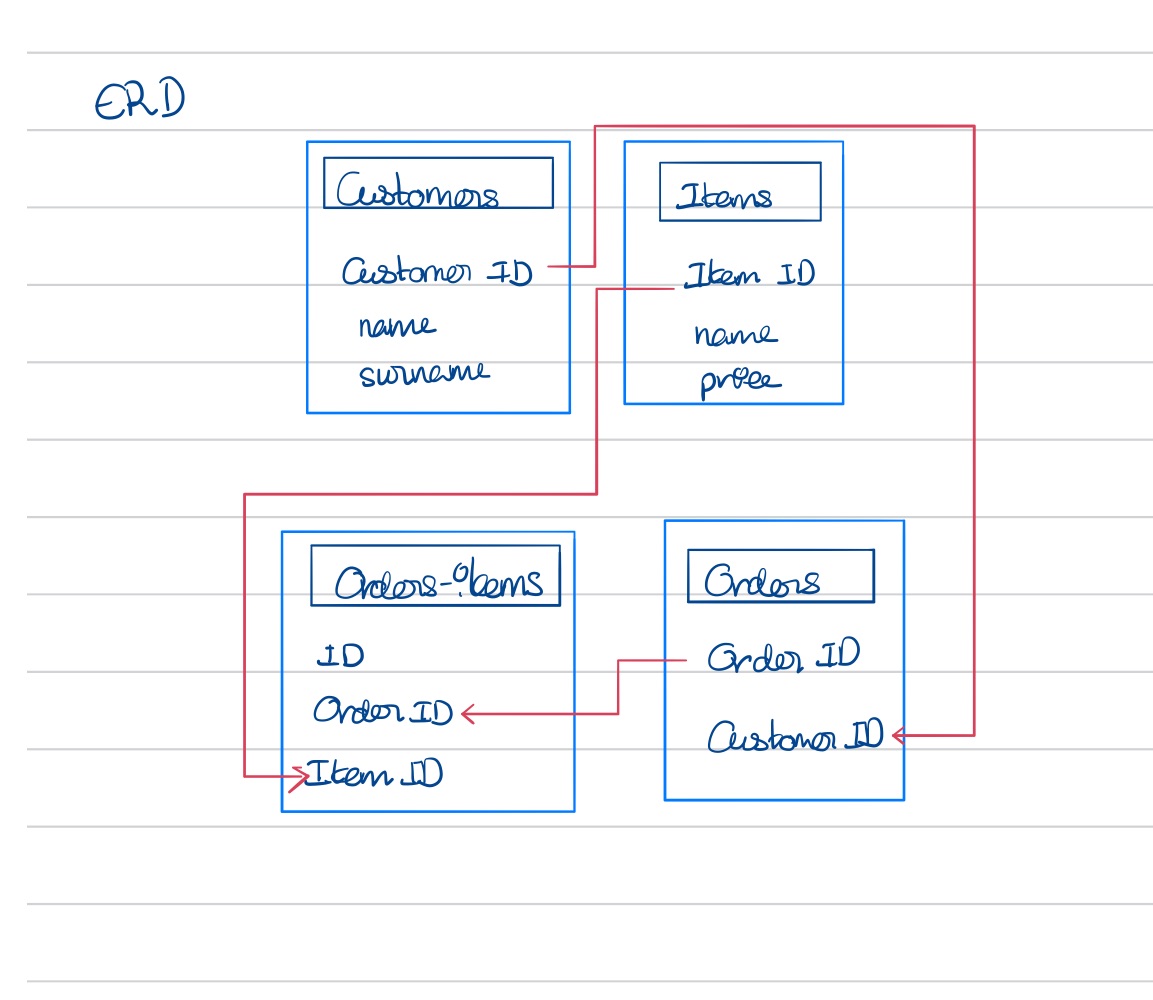 ERD
Customers
Customer ID
name
surname
Items
Item ID
name
price
Orders-Items
ID
Order ID
Item ID
Orders
Order ID
Customer ID